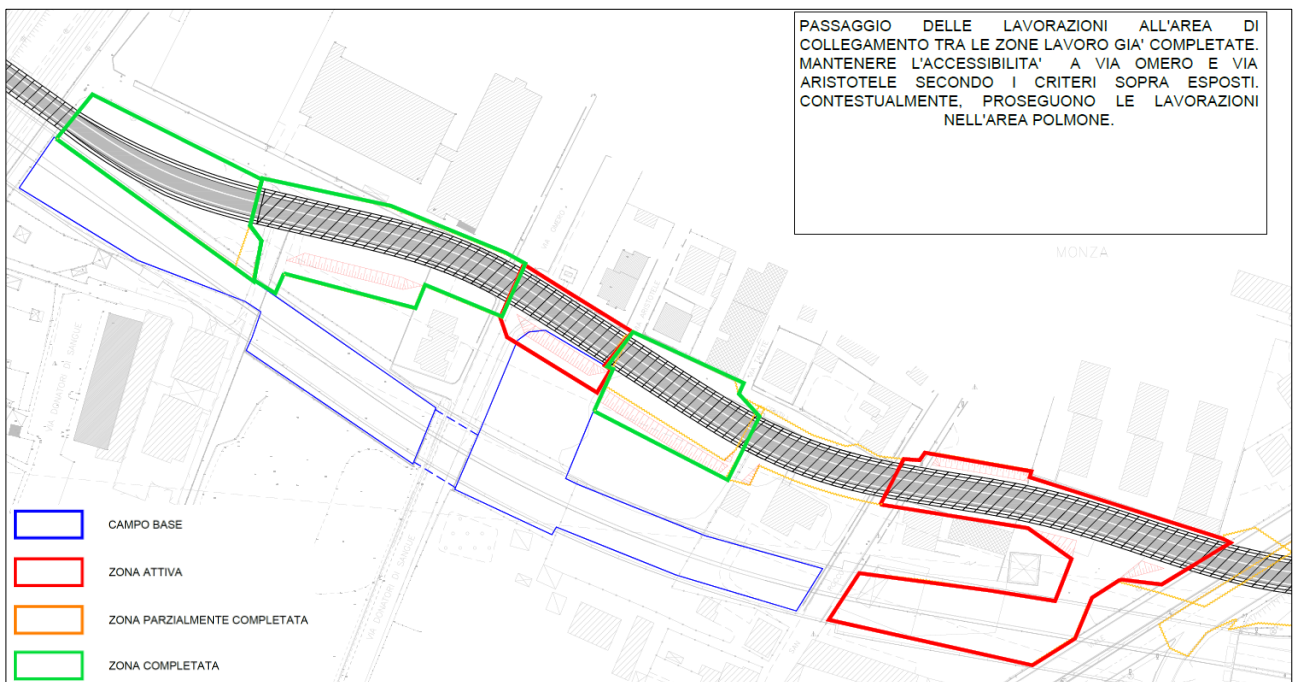 PASSAGGIO DELLE LAVORAZIONI ALL'AREA DI
COLLEGAMENTO TRA LE ZONE LAVORO GIA' COMPLETATE.
MANTENERE L'ACCESSIBILITA' A VIA OMERO E VIA
ARISTOTELE SECONDO I CRITERI SOPRA ESPOSTI.
CONTESTUALMENTE, PROSEGUONO LE LAVORAZIONI
NELL'AREA POLMONE.
MONZA
VIA OMERO
CAMPO BASE
ZONA ATTIVA
ZONA PARZIALMENTE COMPLETATA
ZONA COMPLETATA